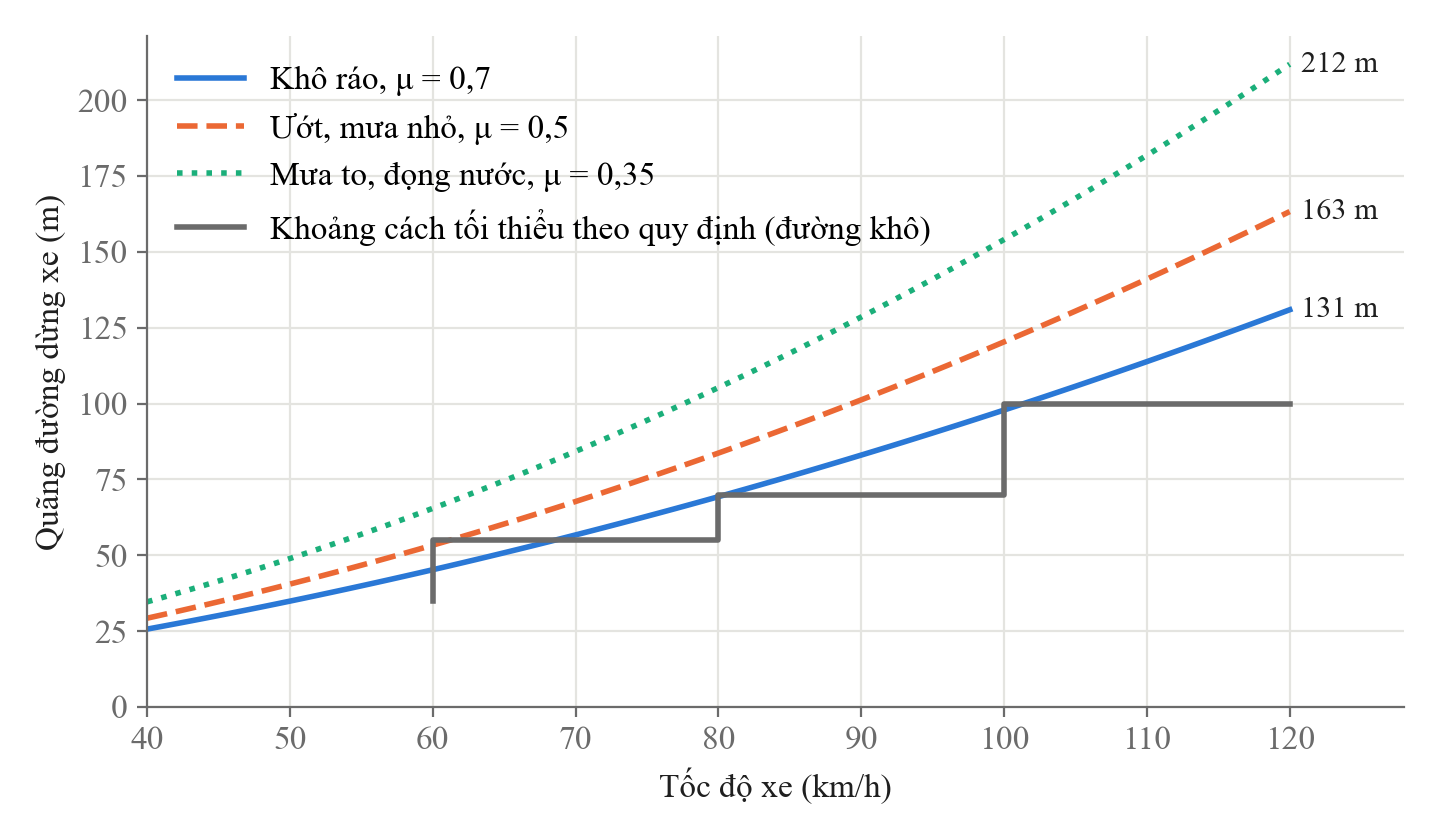 Khô ráo, μ = 0,7
Ướt, mưa nhỏ, μ = 0,5
Mưa to, đọng nước, μ = 0,35
Khoảng cách tối thiểu theo quy định (đường khô)
212 m
163 m
131 m
Quãng đường dừng xe (m)
200
175
150
125
100
75
50
25
0
40 50 60 70 80 90 100 110 120
Tốc độ xe (km/h)